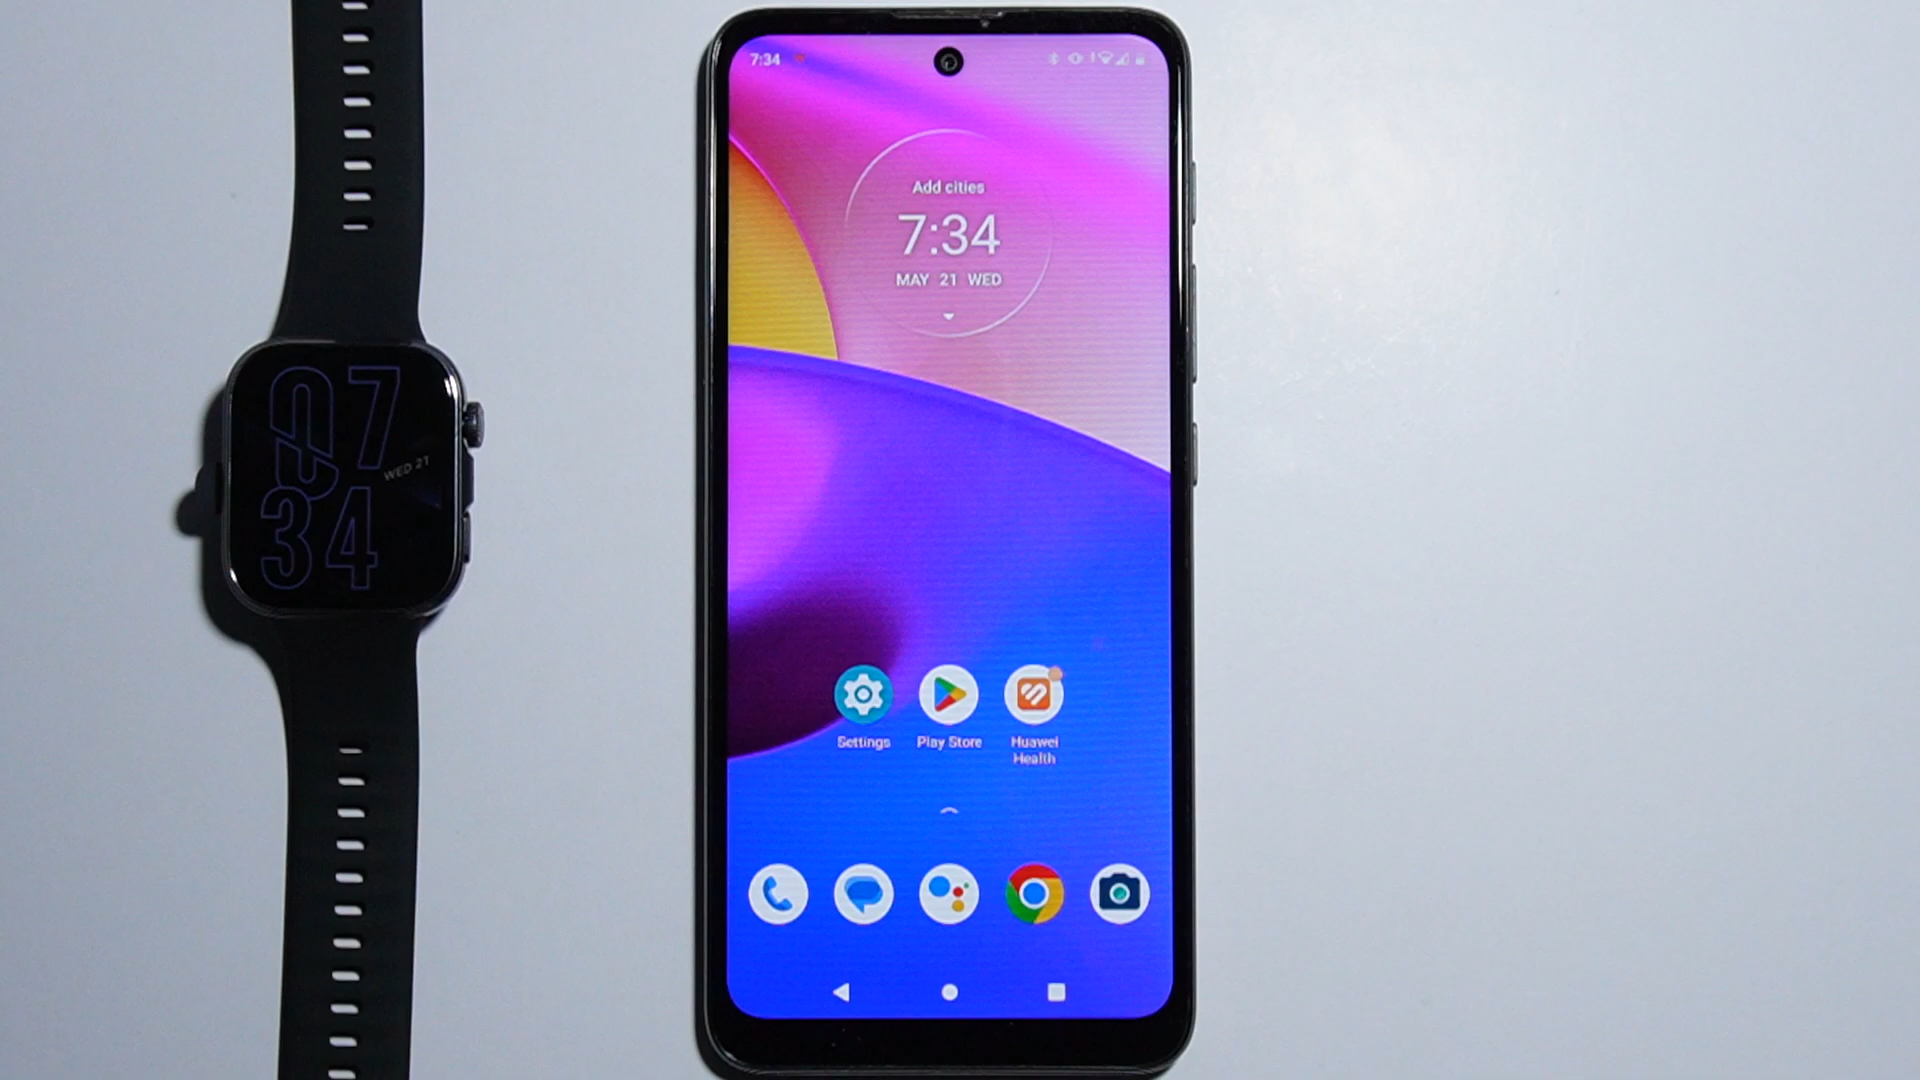 07
34
WED 21
7:34
Add cities
7:34
MAY 21 WED
Settings
Play Store
Huawei
Health